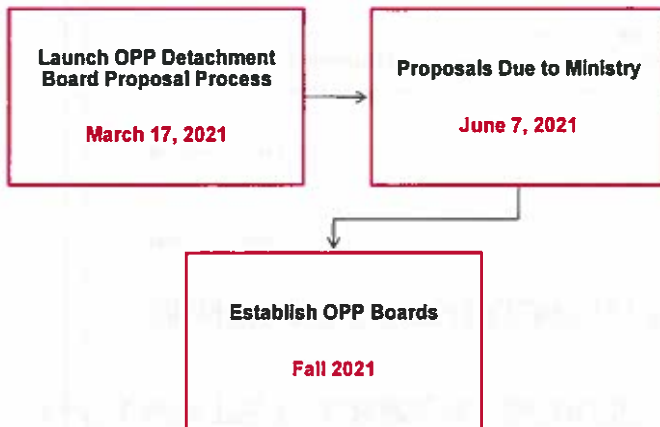 Launch OPP Detachment
Board Proposal Process
March 17, 2021
Proposals Due to Ministry
June 7, 2021
Establish OPP Boards
Fall 2021